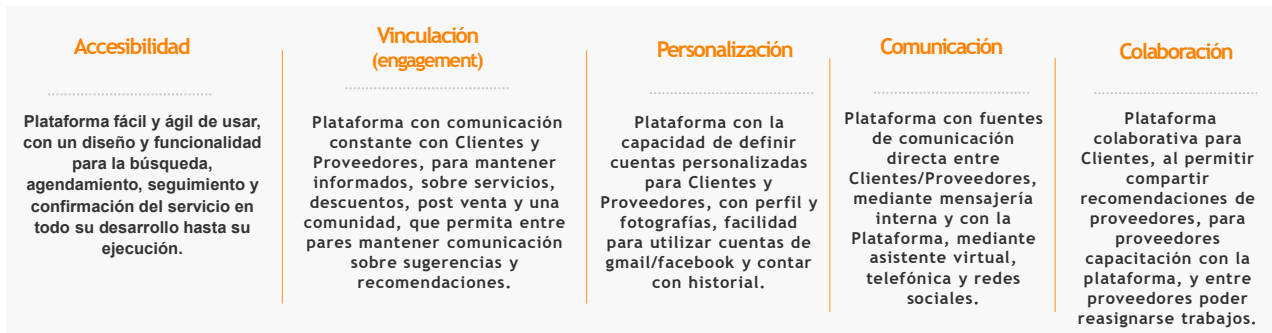 Accesibilidad
Plataforma fácil y ágil de usar,
con un diseño y funcionalidad
para la búsqueda,
agendamiento, seguimiento y
confirmación del servicio en
todo su desarrollo hasta su
ejecución.
Vinculación
(engagement)
Plataforma con comunicación
constante con Clientes y
Proveedores, para mantener
informados, sobre servicios,
descuentos, post venta y una
comunidad, que permita entre
pares mantener comunicación
sobre sugerencias y
recomendaciones.
Personalización
Plataforma con la
capacidad de definir
cuentas personalizadas
para Clientes y
Proveedores, con perfil y
fotografías, facilidad
para utilizar cuentas de
gmail/facebook y contar
con historial.
Comunicación
Plataforma con fuentes
de comunicación
directa entre
Clientes/Proveedores,
mediante mensajería
interna y con la
Plataforma, mediante
asistente virtual,
telefónica y redes
sociales.
Colaboración
Plataforma
colaborativa para
Clientes, al permitir
compartir
recomendaciones de
proveedores, para
proveedores
capacitación con la
plataforma, y entre
proveedores poder
reasignarse trabajos.